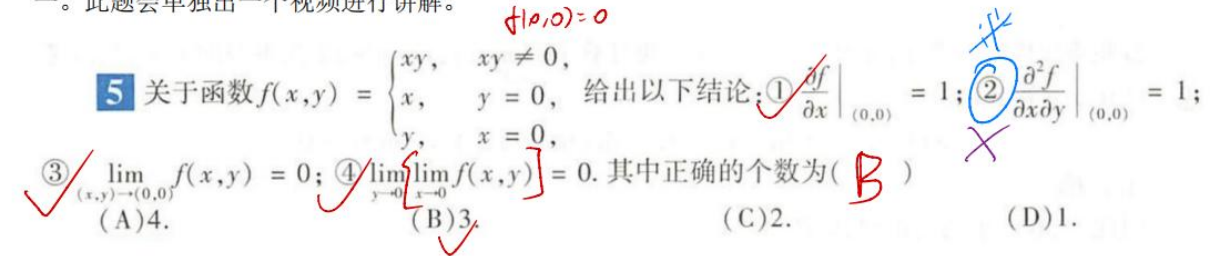 一。此题会单独出一个视频进行讲解。
f(0,0)=0
5 关于函数f(x,y) = { xy, xy ≠ 0, x, y = 0, y, x = 0, 给出以下结论:① ∂f/∂x |(0,0) = 1; ② ∂²f/∂x∂y |(0,0) = 1;
③ lim (x,y)→(0,0) f(x,y) = 0; ④ lim y→0 [lim x→0 f(x,y)] = 0. 其中正确的个数为( B )
(A)4. (B)3. (C)2. (D)1.